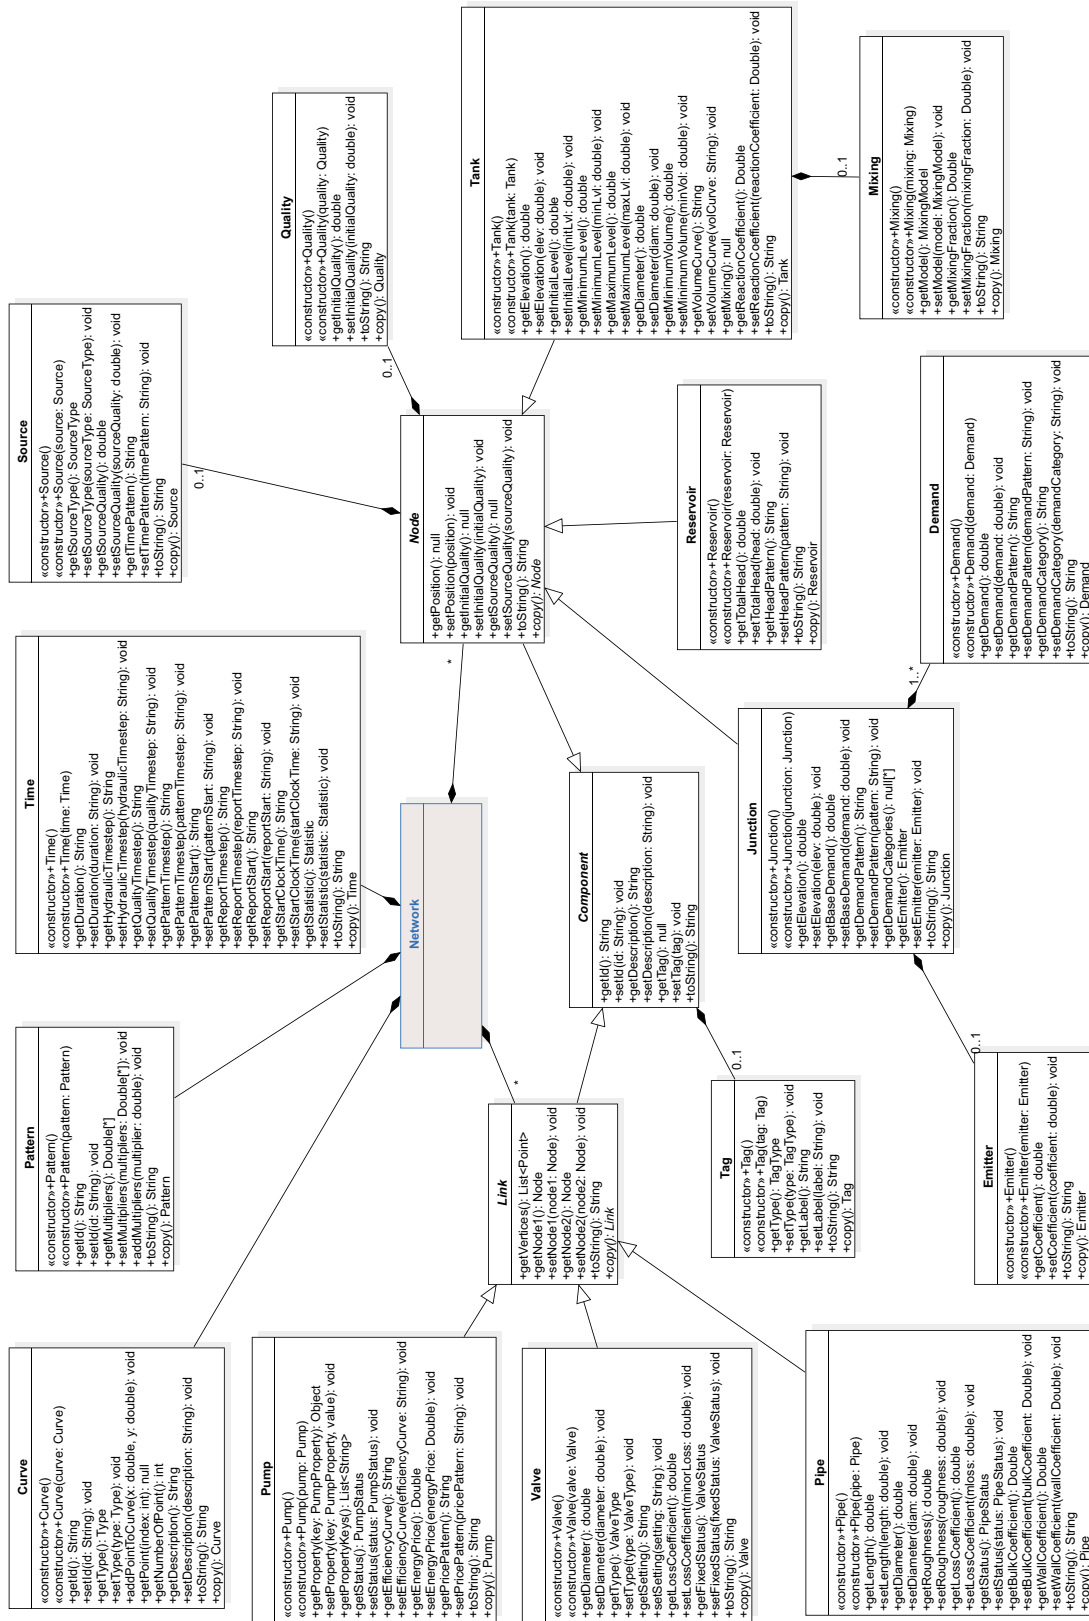 Curve
«constructor»+Curve()
«constructor»+Curve(curve: Curve)
+getId(): String
+setId(id: String): void
+getType(): Type
+setType(type: Type): void
+addPointToCurve(x: double, y: double): void
+getPoint(index: int): null
+getNumberOfPoint(): int
+getDescription(): String
+setDescription(description: String): void
+toString(): String
+copy(): Curve
Pattern
«constructor»+Pattern()
«constructor»+Pattern(pattern: Pattern)
+getId(): String
+setId(id: String): void
+getMultipliers(): Double[*]
+setMultipliers(multipliers: Double[*]): void
+addMultipliers(multiplier: double): void
+toString(): String
+copy(): Pattern
Time
«constructor»+Time()
«constructor»+Time(time: Time)
+getDuration(): String
+setDuration(duration: String): void
+getHydraulicTimestep(): String
+setHydraulicTimestep(hydraulicTimestep: String): void
+getQualityTimestep(): String
+setQualityTimestep(qualityTimestep: String): void
+getPatternTimestep(): String
+setPatternTimestep(patternTimestep: String): void
+getPatternStart(): String
+setPatternStart(patternStart: String): void
+getReportTimestep(): String
+setReportTimestep(reportTimestep: String): void
+getReportStart(): String
+setReportStart(reportStart: String): void
+getStartClockTime(): String
+setStartClockTime(startClockTime: String): void
+getStatistic(): Statistic
+setStatistic(statistic: Statistic): void
+toString(): String
+copy(): Time
Source
«constructor»+Source()
«constructor»+Source(source: Source)
+getSourceType(): SourceType
+setSourceType(sourceType: SourceType): void
+getSourceQuality(): double
+setSourceQuality(sourceQuality: double): void
+getTimePattern(): String
+setTimePattern(timePattern: String): void
+toString(): String
+copy(): Source
0..1
Quality
«constructor»+Quality()
«constructor»+Quality(quality: Quality)
+getInitialQuality(): double
+setInitialQuality(initialQuality: double): void
+toString(): String
+copy(): Quality
0..1
Pump
«constructor»+Pump()
«constructor»+Pump(pump: Pump)
+getProperty(key: PumpProperty): Object
+setProperty(key: PumpProperty, value): void
+getPropertyKeys(): List<String>
+getStatus(): PumpStatus
+setStatus(status: PumpStatus): void
+getEfficiencyCurve(): String
+setEfficiencyCurve(efficiencyCurve: String): void
+getEnergyPrice(): Double
+setEnergyPrice(energyPrice: Double): void
+getPricePattern(): String
+setPricePattern(pricePattern: String): void
+toString(): String
+copy(): Pump
Network
*
*
Node
+getPosition(): null
+setPosition(position): void
+getInitialQuality(): null
+setInitialQuality(initialQuality): void
+getSourceQuality(): null
+setSourceQuality(sourceQuality): void
+toString(): String
+copy(): Node
Tank
«constructor»+Tank()
«constructor»+Tank(tank: Tank)
+getElevation(): double
+setElevation(elev: double): void
+getInitialLevel(): double
+setInitialLevel(initLvl: double): void
+getMinimumLevel(): double
+setMinimumLevel(minLvl: double): void
+getMaximumLevel(): double
+setMaximumLevel(maxLvl: double): void
+getDiameter(): double
+setDiameter(diam: double): void
+getMinimumVolume(): double
+setMinimumVolume(minVol: double): void
+getVolumeCurve(): String
+setVolumeCurve(volCurve: String): void
+getMixing(): null
+getReactionCoefficient(): Double
+setReactionCoefficient(reactionCoefficient: Double): void
+toString(): String
+copy(): Tank
0..1
Link
+getVertices(): List<Point>
+getNode1(): Node
+setNode1(node1: Node): void
+getNode2(): Node
+setNode2(node2: Node): void
+toString(): String
+copy(): Link
Valve
«constructor»+Valve()
«constructor»+Valve(valve: Valve)
+getDiameter(): double
+setDiameter(diameter: double): void
+getType(): ValveType
+setType(type: ValveType): void
+getSetting(): String
+setSetting(setting: String): void
+getLossCoefficient(): double
+setLossCoefficient(minorLoss: double): void
+getFixedStatus(): ValveStatus
+setFixedStatus(fixedStatus: ValveStatus): void
+toString(): String
+copy(): Valve
Component
+getId(): String
+setId(id: String): void
+getDescription(): String
+setDescription(description: String): void
+getTag(): null
+setTag(tag): void
+toString(): String
0..1
Reservoir
«constructor»+Reservoir()
«constructor»+Reservoir(reservoir: Reservoir)
+getTotalHead(): double
+setTotalHead(head: double): void
+getHeadPattern(): String
+setHeadPattern(pattern: String): void
+toString(): String
+copy(): Reservoir
Tag
«constructor»+Tag()
«constructor»+Tag(tag: Tag)
+getType(): TagType
+setType(type: TagType): void
+getLabel(): String
+setLabel(label: String): void
+toString(): String
+copy(): Tag
Junction
«constructor»+Junction()
«constructor»+Junction(junction: Junction)
+getElevation(): double
+setElevation(elev: double): void
+getBaseDemand(): double
+setBaseDemand(demand: double): void
+getDemandPattern(): String
+setDemandPattern(pattern: String): void
+getDemandCategories(): null[*]
+getEmitter(): Emitter
+setEmitter(emitter: Emitter): void
+toString(): String
+copy(): Junction
1..*
0..1
Mixing
«constructor»+Mixing()
«constructor»+Mixing(mixing: Mixing)
+getModel(): MixingModel
+setModel(model: MixingModel): void
+getMixingFraction(): Double
+setMixingFraction(mixingFraction: Double): void
+toString(): String
+copy(): Mixing
Pipe
«constructor»+Pipe()
«constructor»+Pipe(pipe: Pipe)
+getLength(): double
+setLength(length: double): void
+getDiameter(): double
+setDiameter(diam: double): void
+getRoughness(): double
+setRoughness(roughness: double): void
+getLossCoefficient(): double
+setLossCoefficient(mloss: double): void
+getStatus(): PipeStatus
+setStatus(status: PipeStatus): void
+getBulkCoefficient(): Double
+setBulkCoefficient(bulkCoefficient: Double): void
+getWallCoefficient(): Double
+setWallCoefficient(wallCoefficient: Double): void
+toString(): String
+copy(): Pipe
Demand
«constructor»+Demand()
«constructor»+Demand(demand: Demand)
+getDemand(): double
+setDemand(demand: double): void
+getDemandPattern(): String
+setDemandPattern(demandPattern: String): void
+getDemandCategory(): String
+setDemandCategory(demandCategory: String): void
+toString(): String
+copy(): Demand
Emitter
«constructor»+Emitter()
«constructor»+Emitter(emitter: Emitter)
+getCoefficient(): double
+setCoefficient(coefficient: double): void
+toString(): String
+copy(): Emitter